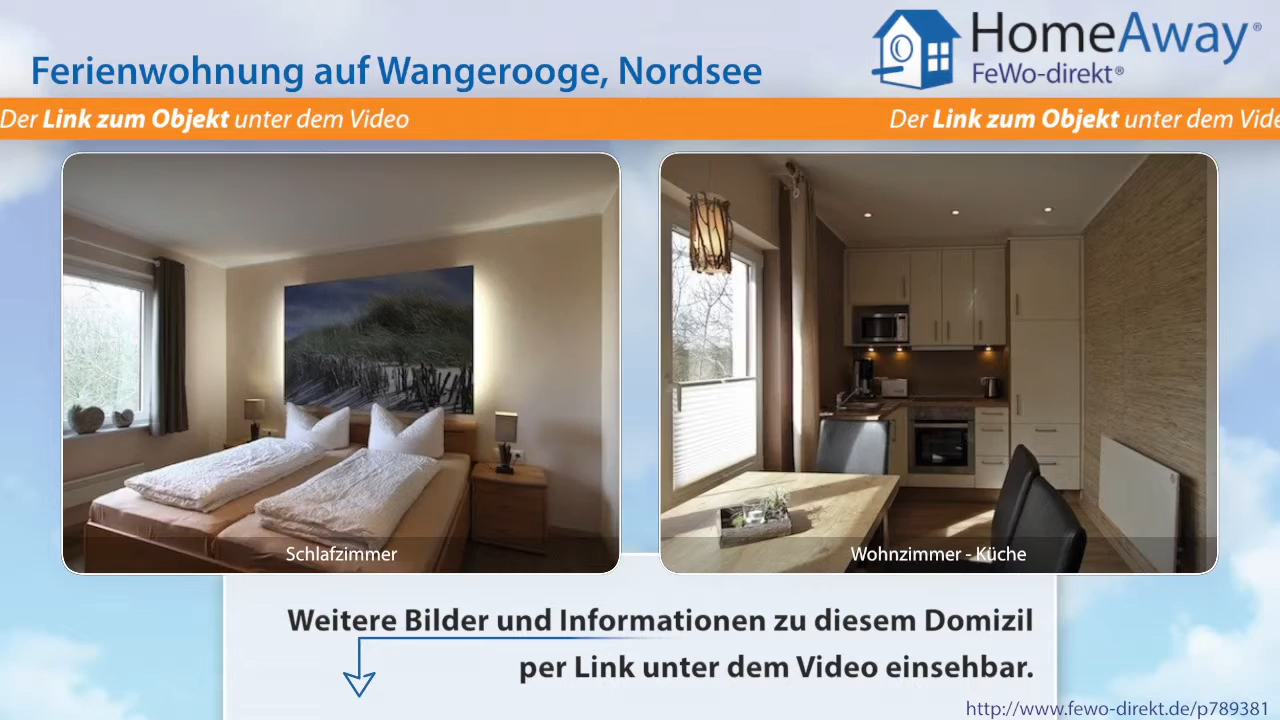 HomeAway®
FeWo-direkt®
Ferienwohnung auf Wangerooge, Nordsee
Der Link zum Objekt unter dem Video
Der Link zum Objekt unter dem Vide
Schlafzimmer
Wohnzimmer - Küche
Weitere Bilder und Informationen zu diesem Domizil
per Link unter dem Video einsehbar.
http://www.fewo-direkt.de/p789381